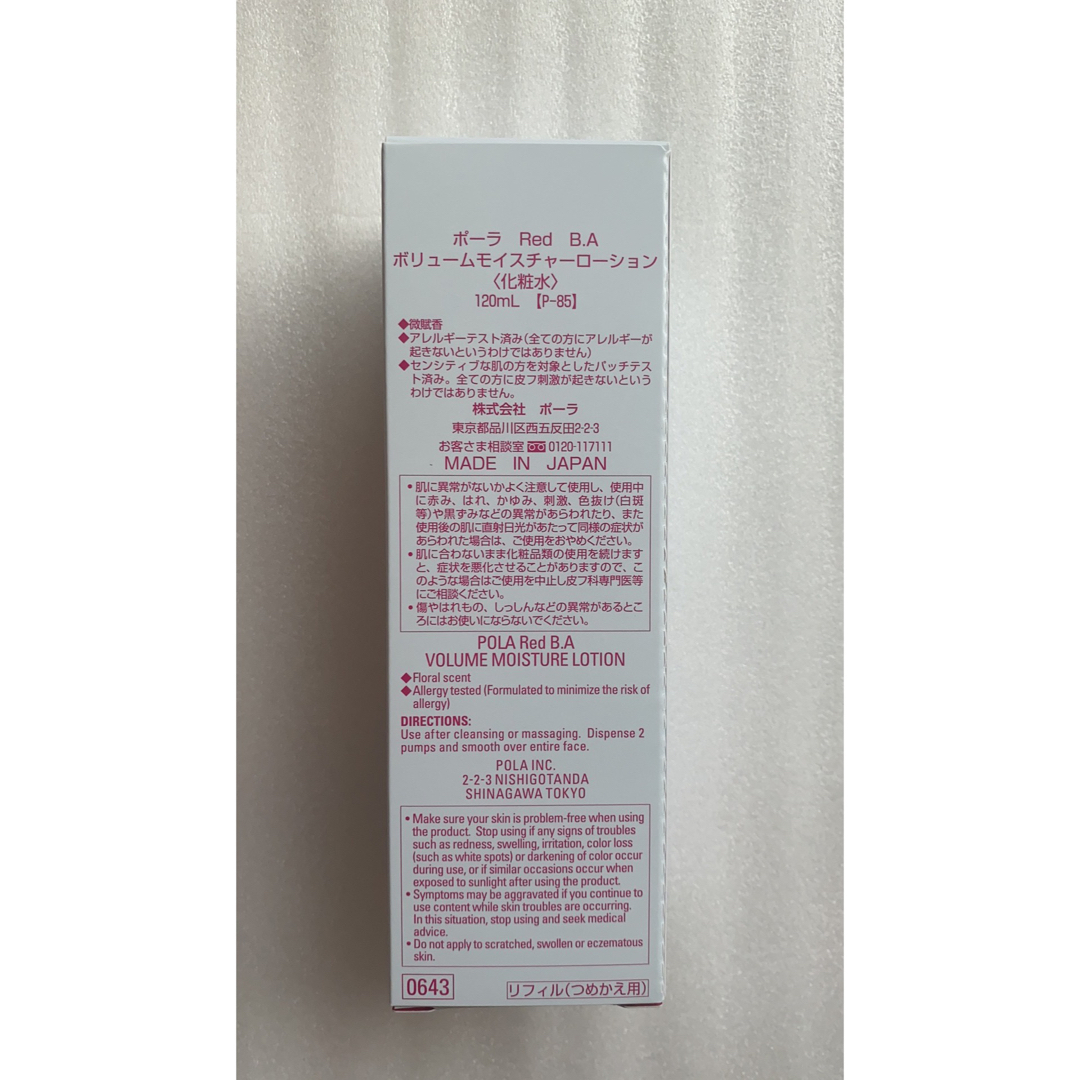 ポーラ Red B.A
ボリュームモイスチャーローション
〈化粧水〉
120mL 【P-85】
◆微賦香
◆アレルギーテスト済み(全ての方にアレルギーが
起きないというわけではありません)
◆センシティブな肌の方を対象としたパッチテス
ト済み。全ての方に皮フ刺激が起きないという
わけではありません。
株式会社 ポーラ
東京都品川区西五反田2-2-3
お客さま相談室 0120-117111
MADE IN JAPAN
•肌に異常がないかよく注意して使用し、使用中
に赤み、はれ、かゆみ、刺激、色抜け(白斑
等)や黒ずみなどの異常があらわれたり、また
使用後の肌に直射日光があたって同様の症状が
あらわれた場合は、ご使用をおやめください。
•肌に合わないまま化粧品類の使用を続けます
と、症状を悪化させることがありますので、こ
のような場合はご使用を中止し皮フ科専門医等
にご相談ください。
•傷やはれもの、しっしんなどの異常があるとこ
ろにはお使いにならないでください。
POLA Red B.A
VOLUME MOISTURE LOTION
◆Floral scent
◆Allergy tested (Formulated to minimize the risk of
allergy)
DIRECTIONS:
Use after cleansing or massaging. Dispense 2
pumps and smooth over entire face.
POLA INC.
2-2-3 NISHIGOTANDA
SHINAGAWA TOKYO
•Make sure your skin is problem-free when using
the product. Stop using if any signs of troubles
such as redness, swelling, irritation, color loss
(such as white spots) or darkening of color occur
during use, or if similar occasions occur when
exposed to sunlight after using the product.
•Symptoms may be aggravated if you continue to
use content while skin troubles are occurring.
In this situation, stop using and seek medical
advice.
•Do not apply to scratched, swollen or eczematous
skin.
0643
リフィル(つめかえ用)